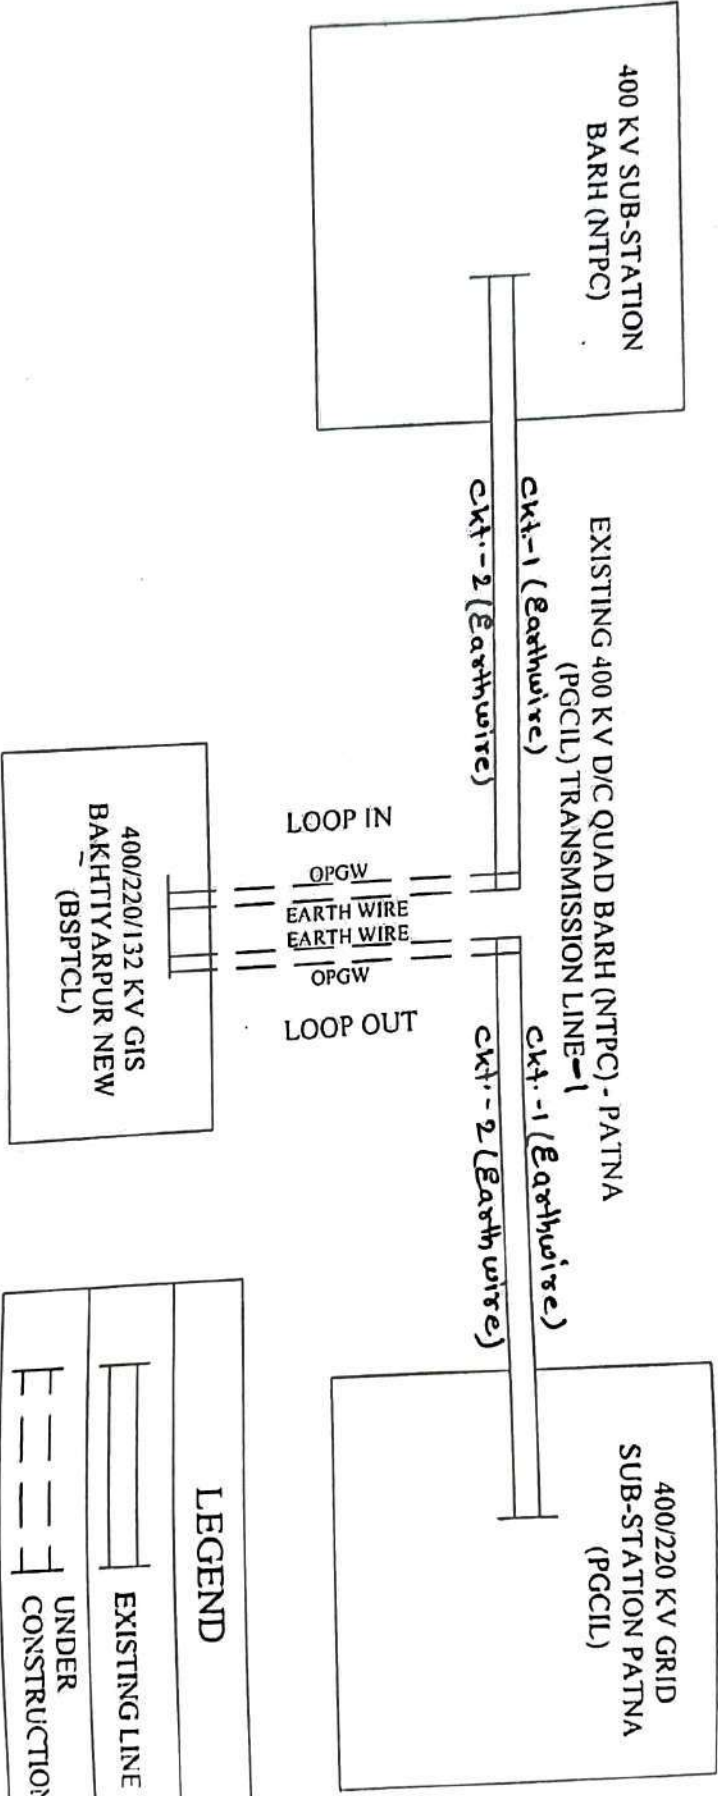 400 KV SUB-STATION
BARH (NTPC)
EXISTING 400 KV D/C QUAD BARH (NTPC) - PATNA
(PGCIL) TRANSMISSION LINE-1
Ckt.-1 (Earthwire)
Ckt.-2 (Earthwire)
Ckt.-1 (Earthwire)
Ckt.-2 (Earthwire)
400/220 KV GRID
SUB-STATION PATNA
(PGCIL)
LOOP IN
OPGW
EARTH WIRE
EARTH WIRE
OPGW
LOOP OUT
400/220/132 KV GIS
BAKHTIYARPUR NEW
(BSPTCL)
LEGEND
EXISTING LINE
UNDER
CONSTRUCTION